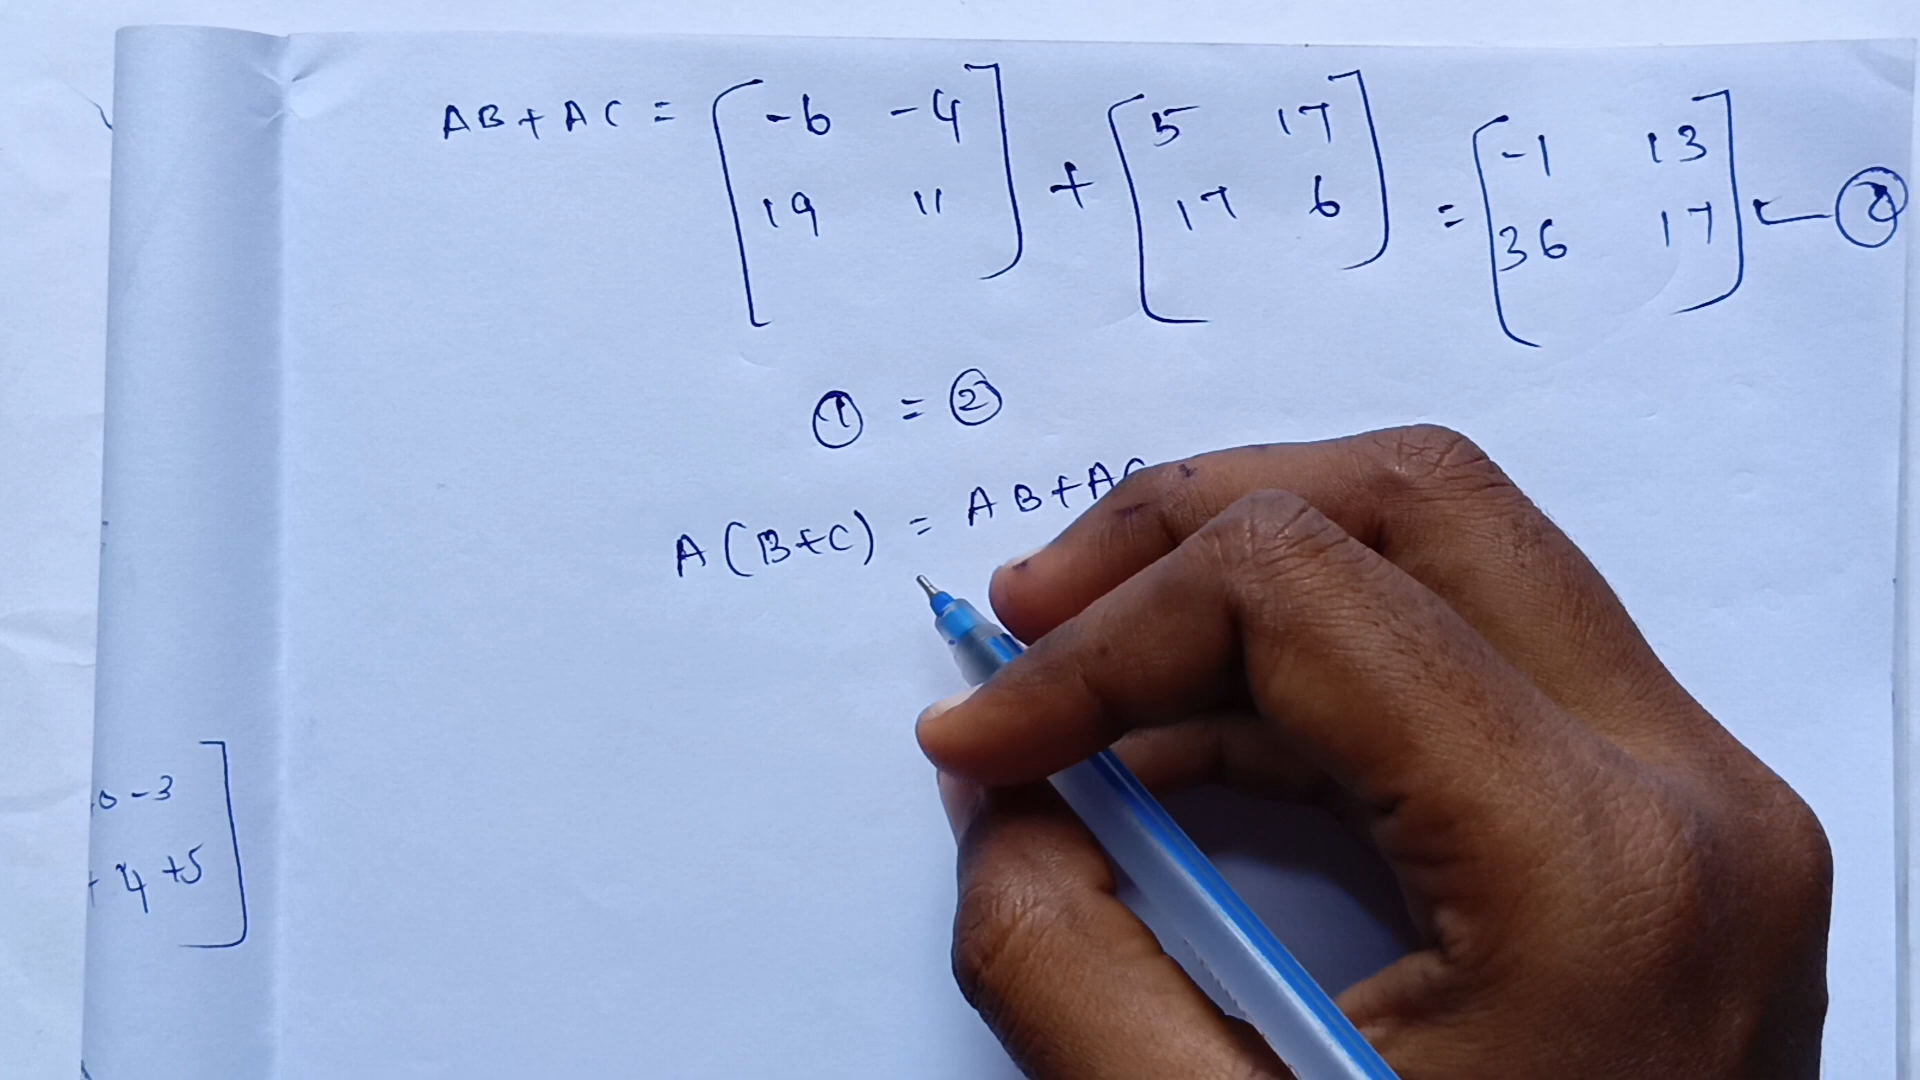 AB + AC = [ -6 -4 ] + [ 5 17 ] = [ -1 13 ] ← ②
[ 19 11 ] [ 17 6 ] [ 36 17 ]
① = ②
A (B+C) = AB+AC
0 - 3 ]
+ 4 +5 ]